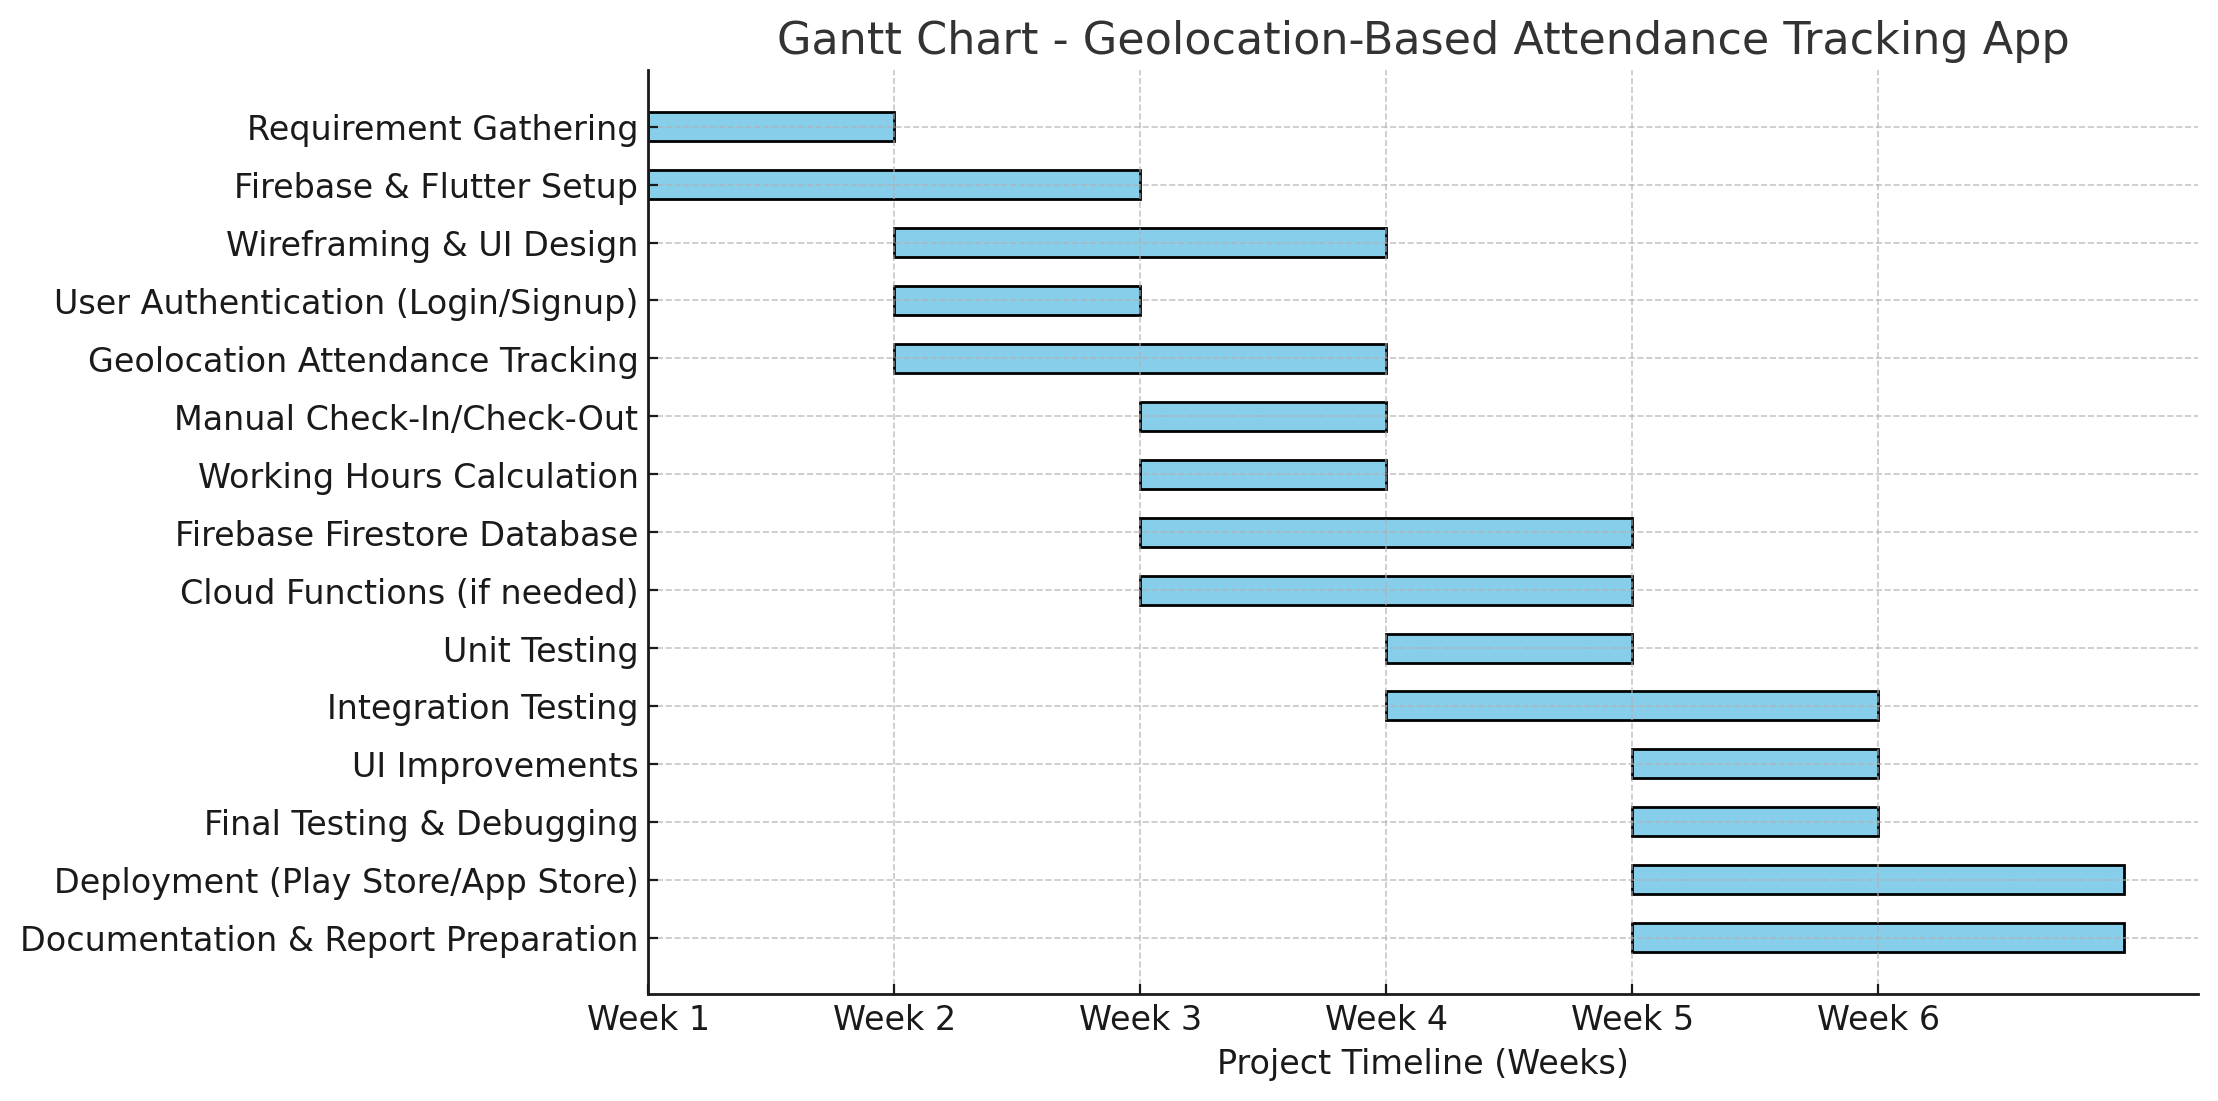 Gantt Chart - Geolocation-Based Attendance Tracking App
Requirement Gathering
Firebase & Flutter Setup
Wireframing & UI Design
User Authentication (Login/Signup)
Geolocation Attendance Tracking
Manual Check-In/Check-Out
Working Hours Calculation
Firebase Firestore Database
Cloud Functions (if needed)
Unit Testing
Integration Testing
UI Improvements
Final Testing & Debugging
Deployment (Play Store/App Store)
Documentation & Report Preparation
Week 1 Week 2 Week 3 Week 4 Week 5 Week 6
Project Timeline (Weeks)